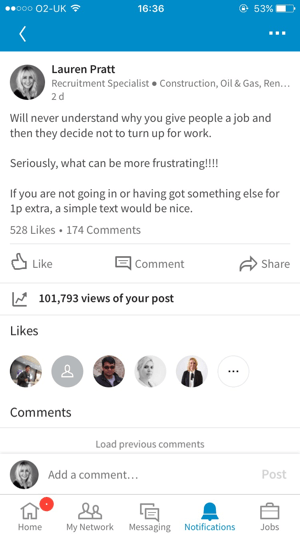 ●●○○○ O2-UK 16:36 53%
Lauren Pratt
Recruitment Specialist ● Construction, Oil & Gas, Ren...
2 d
Will never understand why you give people a job and
then they decide not to turn up for work.
Seriously, what can be more frustrating!!!!
If you are not going in or having got something else for
1p extra, a simple text would be nice.
528 Likes • 174 Comments
Like Comment Share
101,793 views of your post
Likes
Comments
Load previous comments
Add a comment... Post
Home My Network Messaging Notifications Jobs